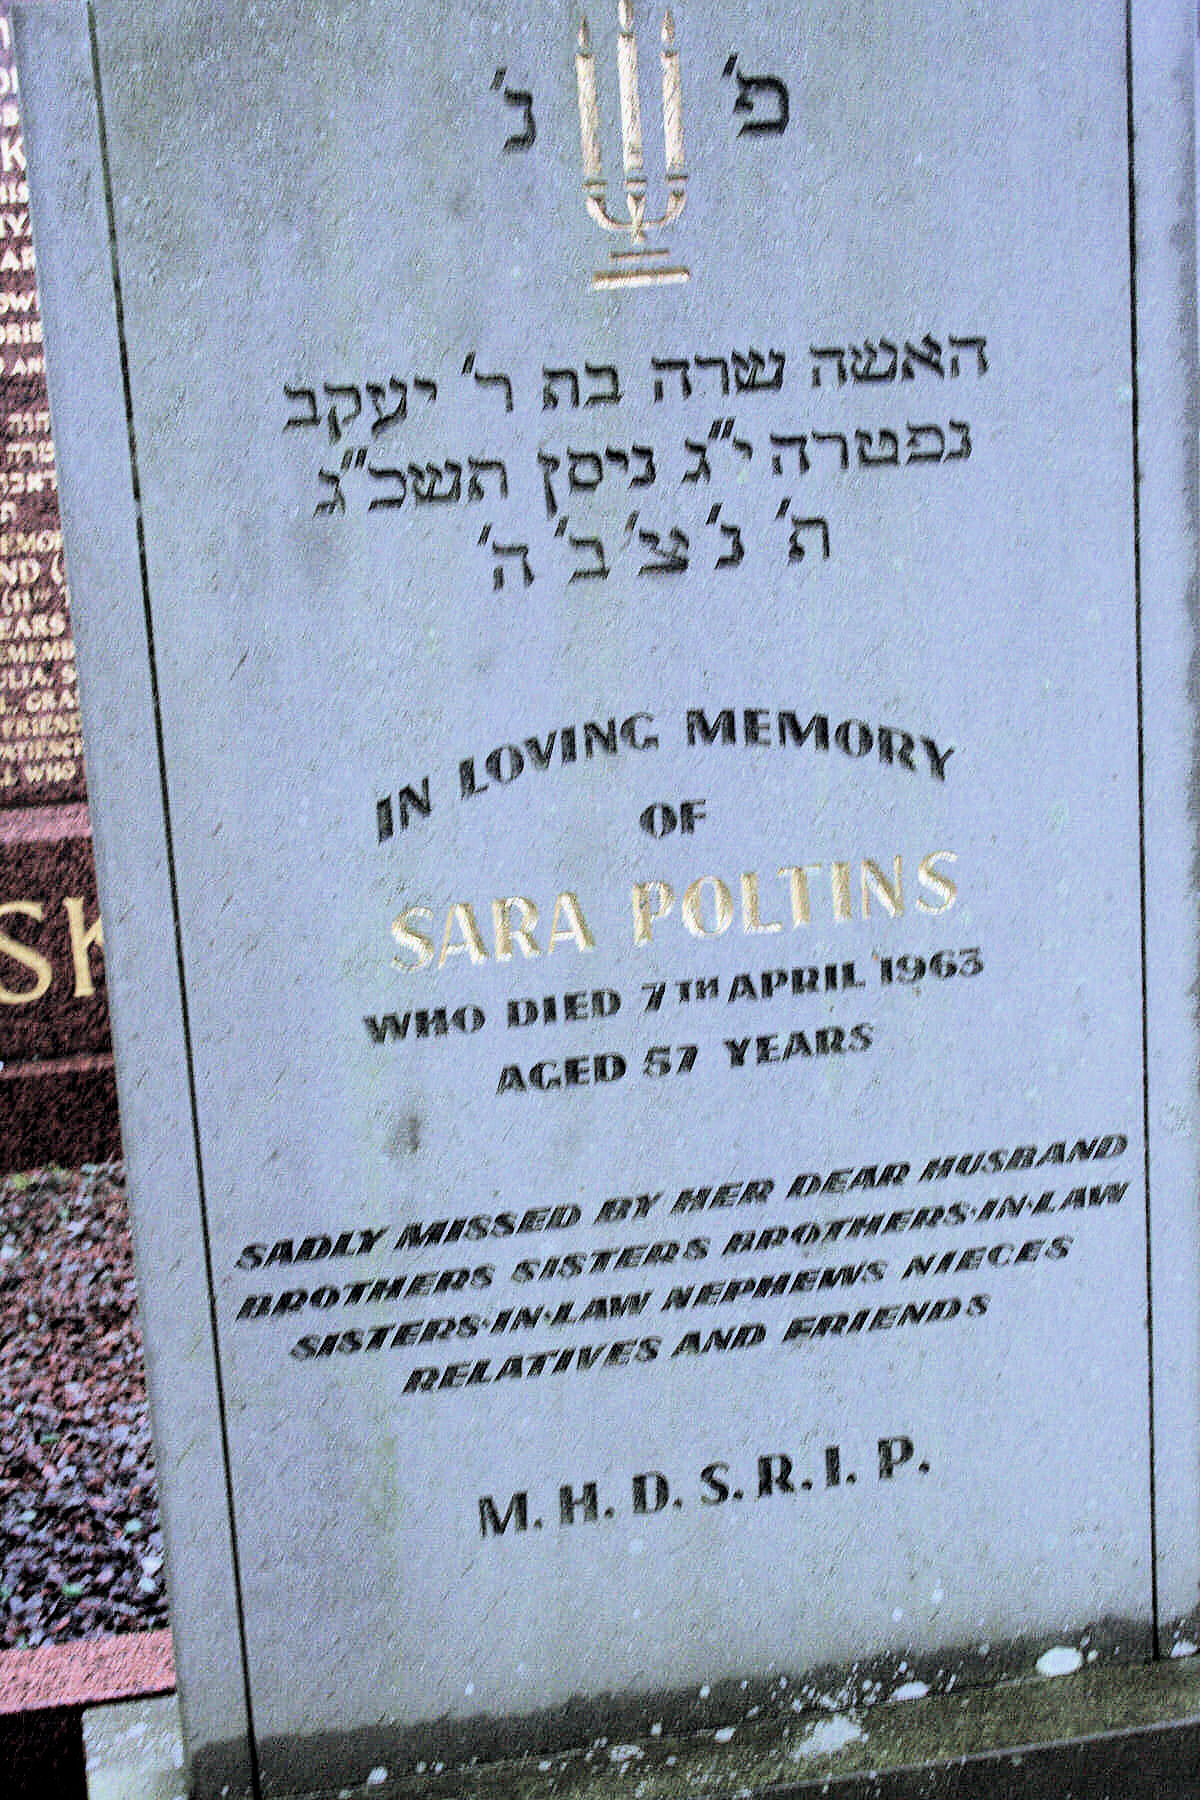 פ' נ'
האשה שרה בת ר' יעקב
נפטרה י"ג ניסן תשכ"ג
ת' נ' צ' ב' ה'
IN LOVING MEMORY
OF
SARA POLTINS
WHO DIED 7TH APRIL 1963
AGED 57 YEARS
SADLY MISSED BY HER DEAR HUSBAND
BROTHERS SISTERS BROTHERS·IN·LAW
SISTERS·IN·LAW NEPHEWS NIECES
RELATIVES AND FRIENDS
M. H. D. S. R. I. P.